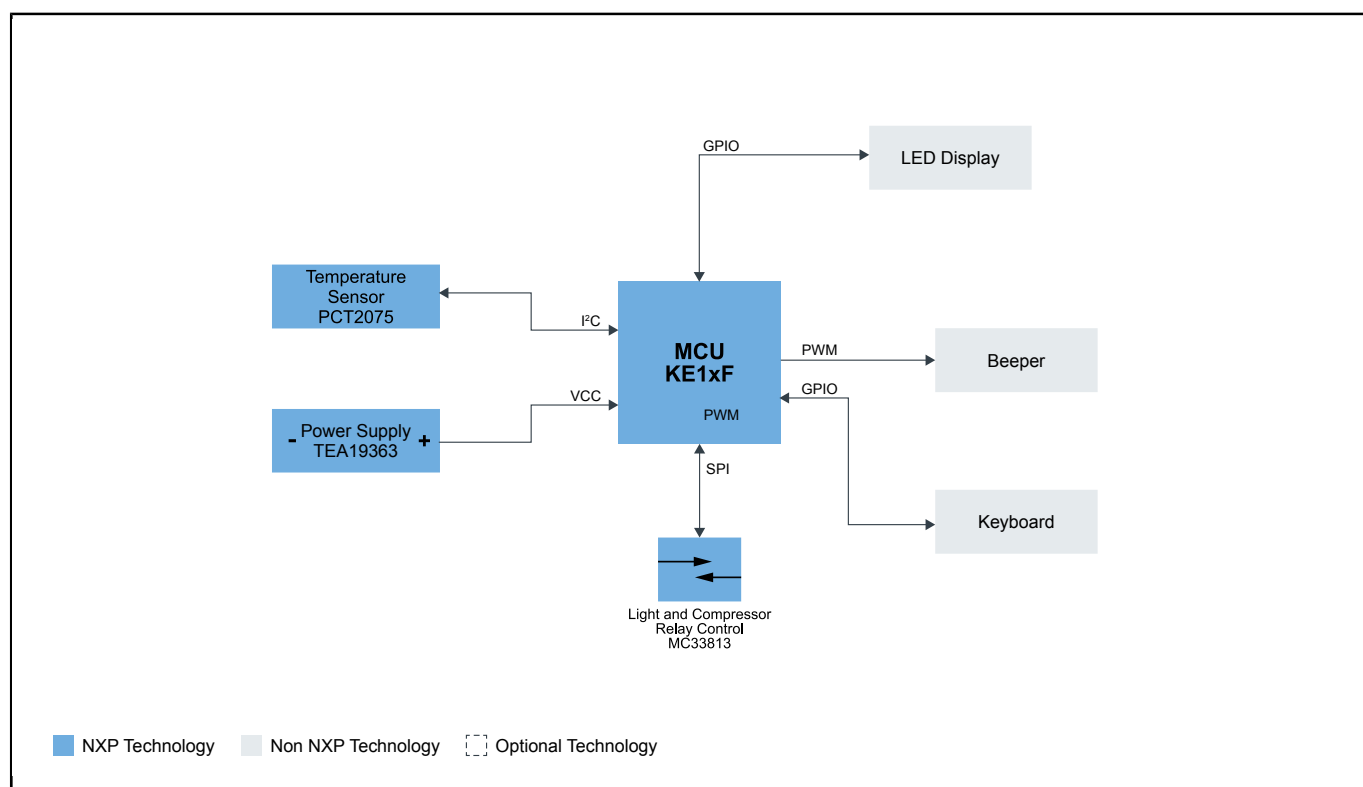 GPIO
LED Display
Temperature
Sensor
PCT2075
I²C
MCU
KE1xF
PWM
PWM
Beeper
GPIO
VCC
- Power Supply +
TEA19363
SPI
Keyboard
Light and Compressor
Relay Control
MC33813
NXP Technology
Non NXP Technology
Optional Technology